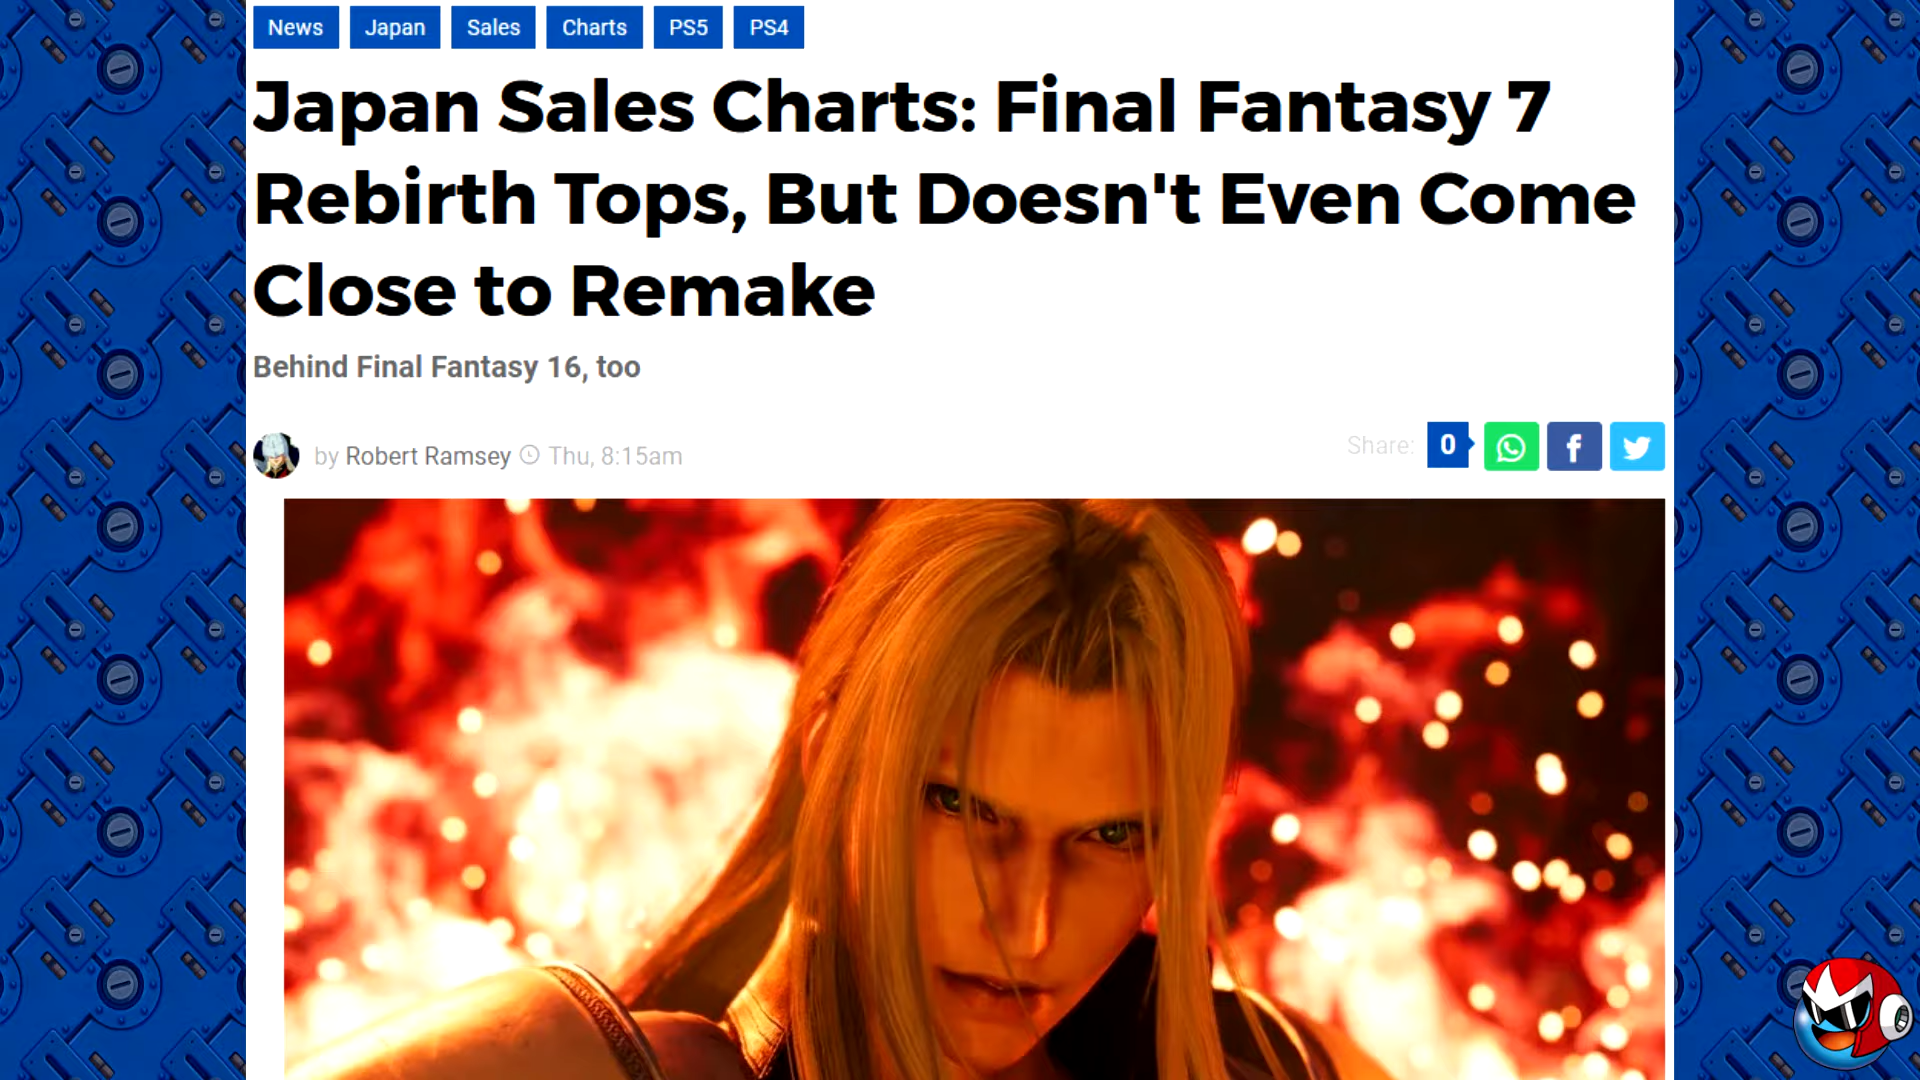 News Japan Sales Charts PS5 PS4
Japan Sales Charts: Final Fantasy 7
Rebirth Tops, But Doesn't Even Come
Close to Remake
Behind Final Fantasy 16, too
by Robert Ramsey Thu, 8:15am
Share: 0